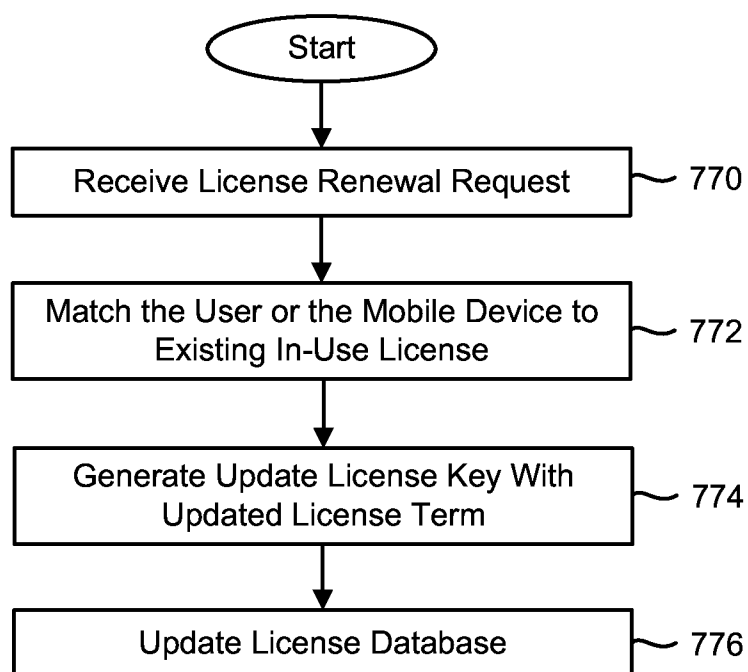 Start
Receive License Renewal Request
770
Match the User or the Mobile Device to
Existing In-Use License
772
Generate Update License Key With
Updated License Term
774
Update License Database
776